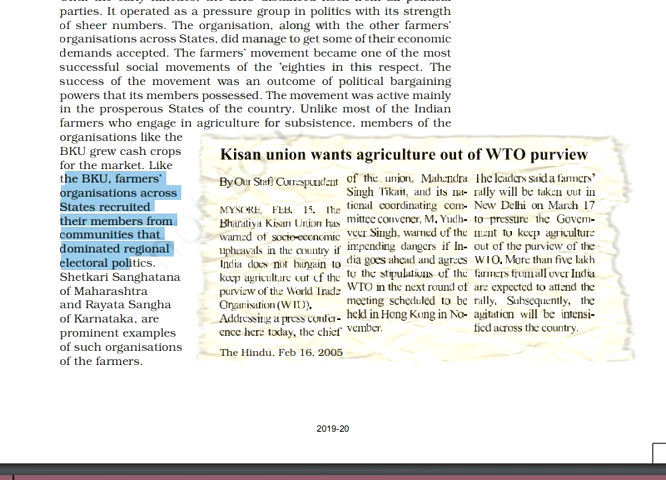 parties. It operated as a pressure group in politics with its strength
of sheer numbers. The organisation, along with the other farmers'
organisations across States, did manage to get some of their economic
demands accepted. The farmers' movement became one of the most
successful social movements of the 'eighties in this respect. The
success of the movement was an outcome of political bargaining
powers that its members possessed. The movement was active mainly
in the prosperous States of the country. Unlike most of the Indian
farmers who engage in agriculture for subsistence, members of the
organisations like the
BKU grew cash crops
for the market. Like
the BKU, farmers'
organisations across
States recruited
their members from
communities that
dominated regional
electoral politics.
Shetkari Sanghatana
of Maharashtra
and Rayata Sangha
of Karnataka, are
prominent examples
of such organisations
of the farmers.
Kisan union wants agriculture out of WTO purview
By Our Staff Correspondent
MYSORE, FEB. 15. The
Bharatiya Kisan Union has
warned of socio-economic
upheavals in the country if
India does not bargain to
keep agriculture out of the
purview of the World Trade
Organisation (WTO).
Addressing a press confer-
ence here today, the chief
of the union, Mahendra
Singh Tikait, and its na-
tional coordinating com-
mittee convener, M. Yudh-
veer Singh, warned of the
impending dangers if In-
dia goes ahead and agrees
to the stipulations of the
WTO in the next round of
meeting scheduled to be
held in Hong Kong in No-
vember.
The leaders said a farmers'
rally will be taken out in
New Delhi on March 17
to pressure the Govern-
ment to keep agriculture
out of the purview of the
WTO. More than five lakh
farmers from all over India
are expected to attend the
rally. Subsequently, the
agitation will be intensi-
fied across the country.
The Hindu, Feb 16, 2005
2019-20